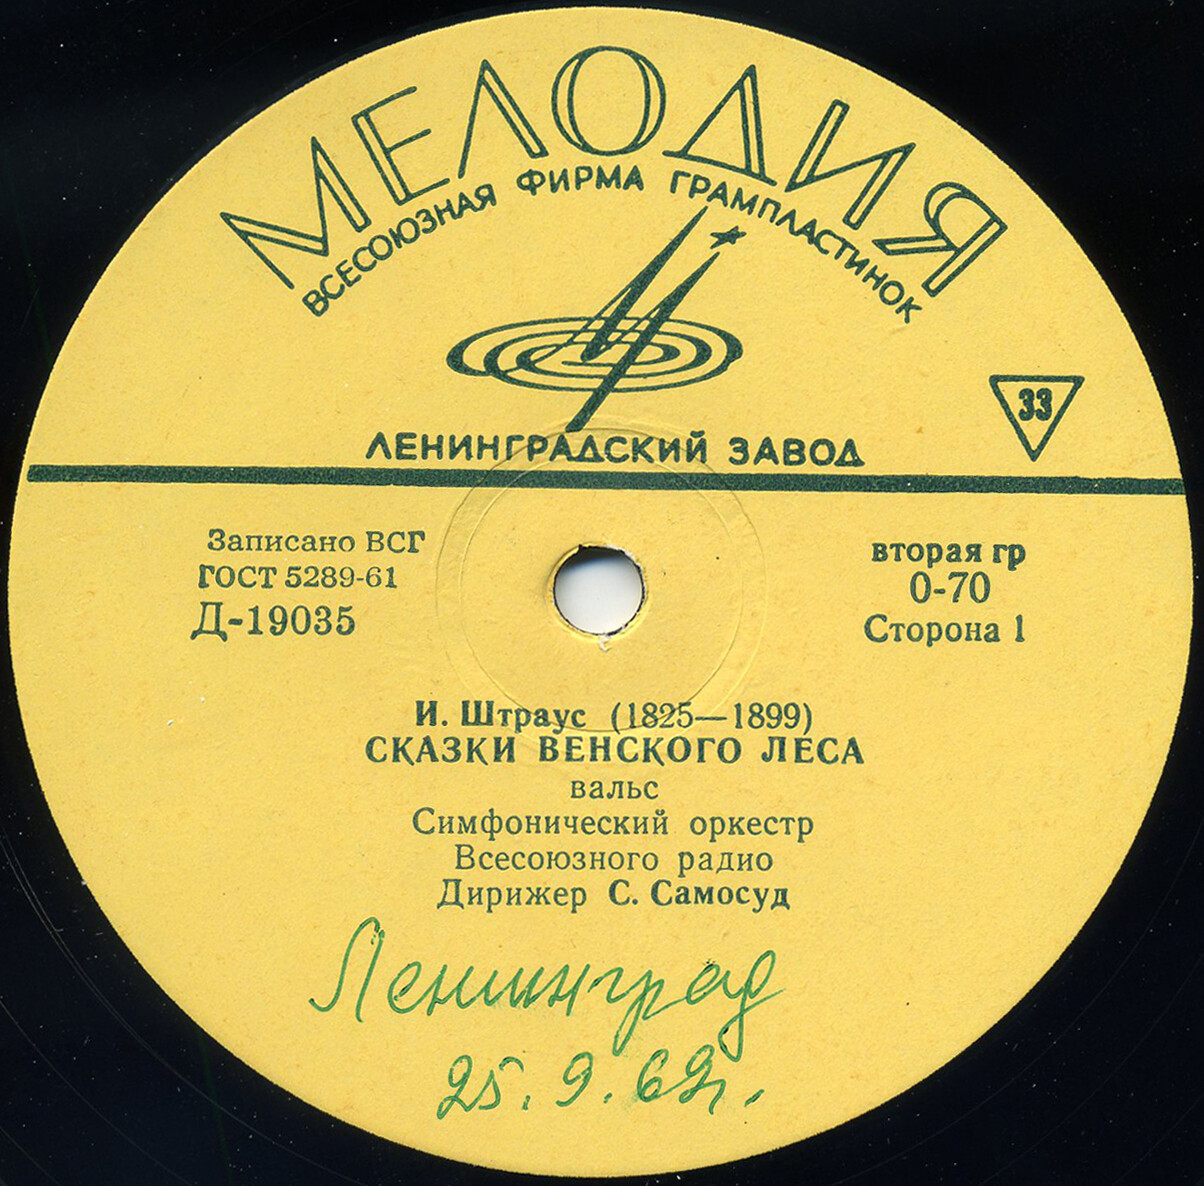 МЕЛОДИЯ
ВСЕСОЮЗНАЯ ФИРМА ГРАМПЛАСТИНОК
33
ЛЕНИНГРАДСКИЙ ЗАВОД
Записано ВСГ
ГОСТ 5289-61
Д-19035
вторая гр
0-70
Сторона 1
И. Штраус (1825—1899)
СКАЗКИ ВЕНСКОГО ЛЕСА
вальс
Симфонический оркестр
Всесоюзного радио
Дирижер С. Самосуд
Ленинград
25. 9. 69г.